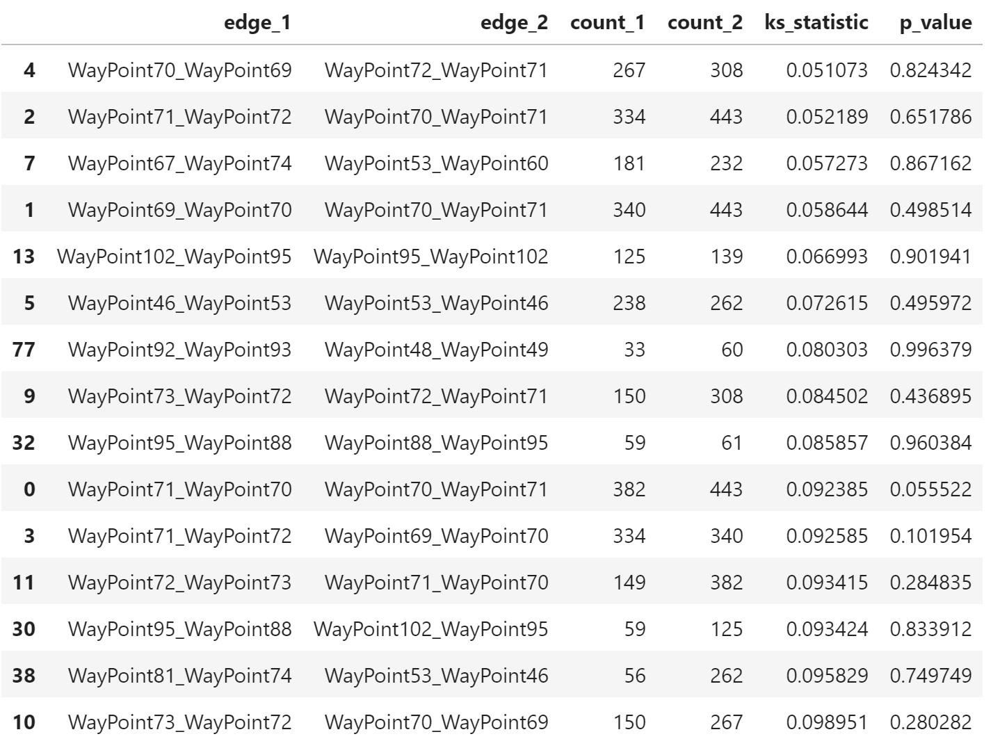 edge_1 edge_2 count_1 count_2 ks_statistic p_value
4 WayPoint70_WayPoint69 WayPoint72_WayPoint71 267 308 0.051073 0.824342
2 WayPoint71_WayPoint72 WayPoint70_WayPoint71 334 443 0.052189 0.651786
7 WayPoint67_WayPoint74 WayPoint53_WayPoint60 181 232 0.057273 0.867162
1 WayPoint69_WayPoint70 WayPoint70_WayPoint71 340 443 0.058644 0.498514
13 WayPoint102_WayPoint95 WayPoint95_WayPoint102 125 139 0.066993 0.901941
5 WayPoint46_WayPoint53 WayPoint53_WayPoint46 238 262 0.072615 0.495972
77 WayPoint92_WayPoint93 WayPoint48_WayPoint49 33 60 0.080303 0.996379
9 WayPoint73_WayPoint72 WayPoint72_WayPoint71 150 308 0.084502 0.436895
32 WayPoint95_WayPoint88 WayPoint88_WayPoint95 59 61 0.085857 0.960384
0 WayPoint71_WayPoint70 WayPoint70_WayPoint71 382 443 0.092385 0.055522
3 WayPoint71_WayPoint72 WayPoint69_WayPoint70 334 340 0.092585 0.101954
11 WayPoint72_WayPoint73 WayPoint71_WayPoint70 149 382 0.093415 0.284835
30 WayPoint95_WayPoint88 WayPoint102_WayPoint95 59 125 0.093424 0.833912
38 WayPoint81_WayPoint74 WayPoint53_WayPoint46 56 262 0.095829 0.749749
10 WayPoint73_WayPoint72 WayPoint70_WayPoint69 150 267 0.098951 0.280282